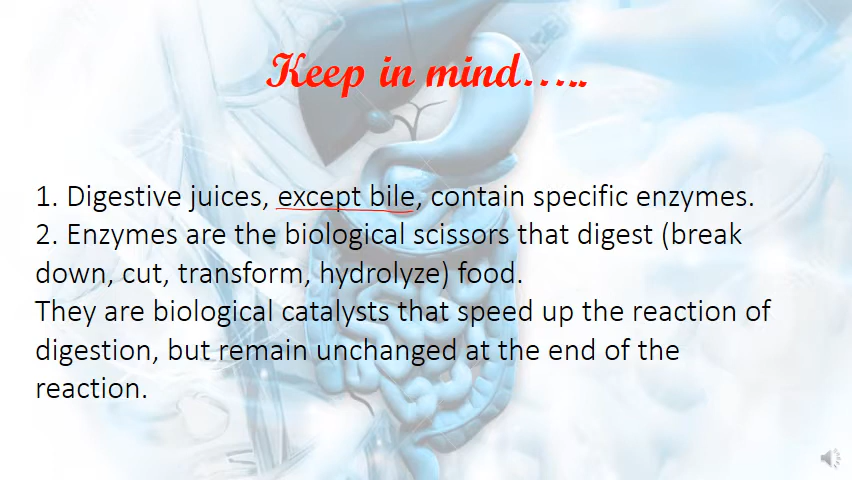 Keep in mind…..
1. Digestive juices, except bile, contain specific enzymes.
2. Enzymes are the biological scissors that digest (break
down, cut, transform, hydrolyze) food.
They are biological catalysts that speed up the reaction of
digestion, but remain unchanged at the end of the
reaction.